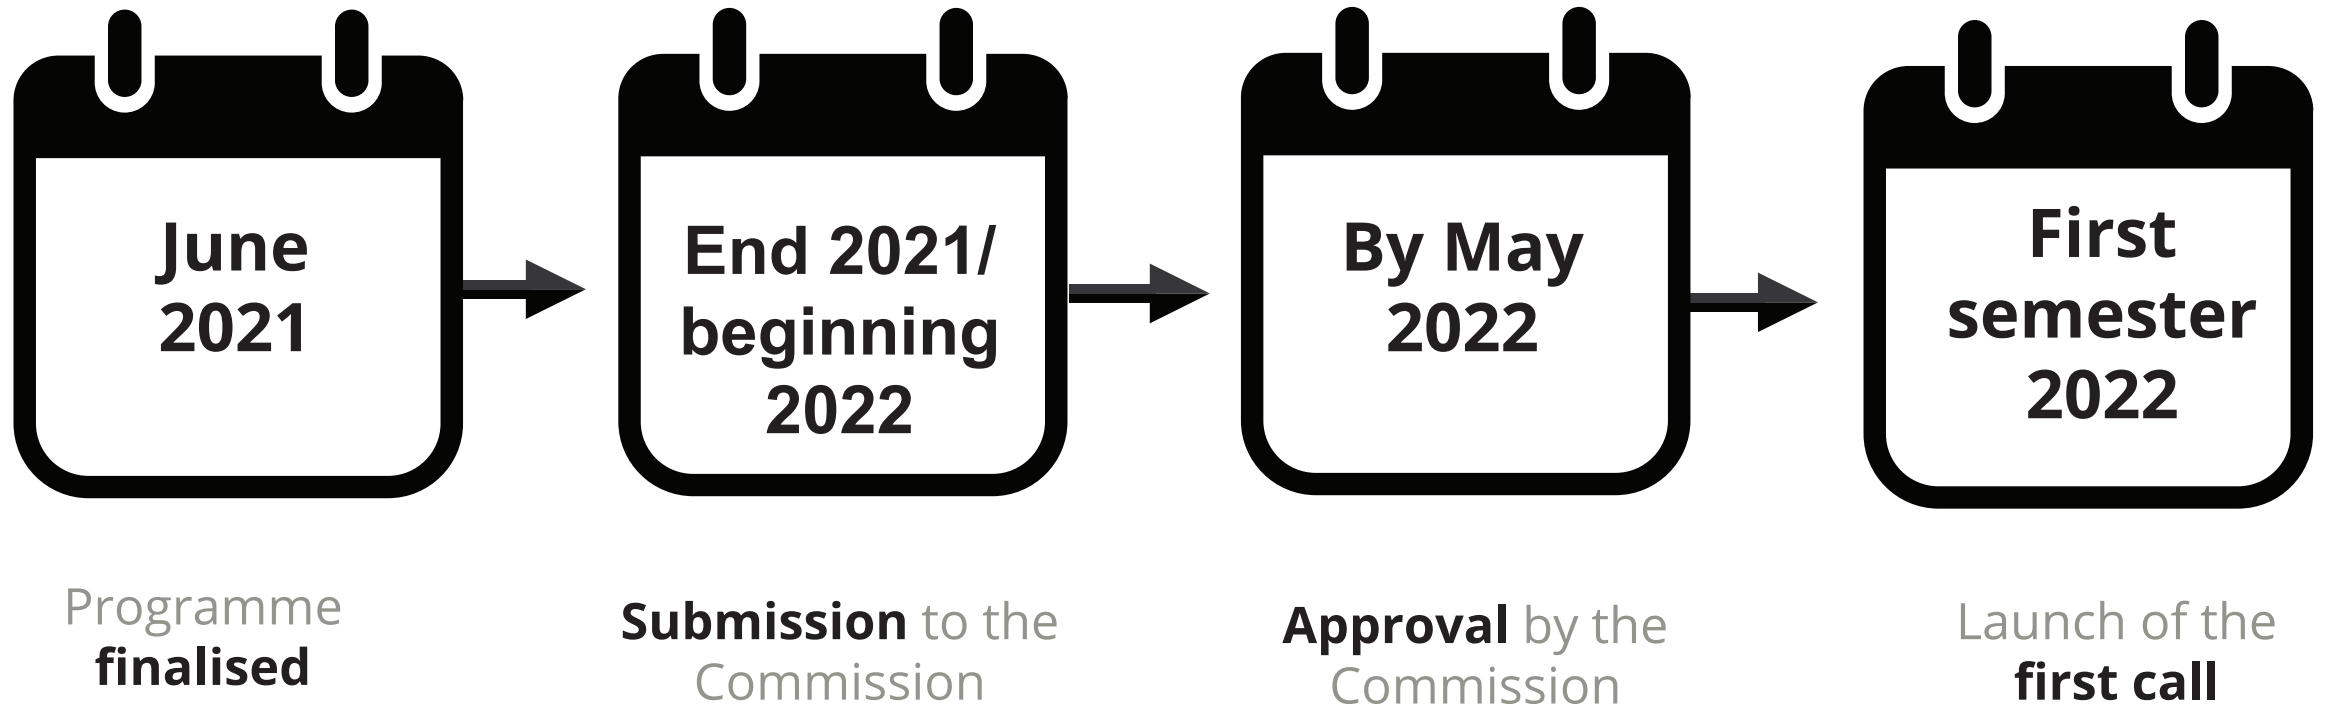 June
2021
End 2021/
beginning
2022
By May
2022
First
semester
2022
Programme
finalised
Submission to the
Commission
Approval by the
Commission
Launch of the
first call